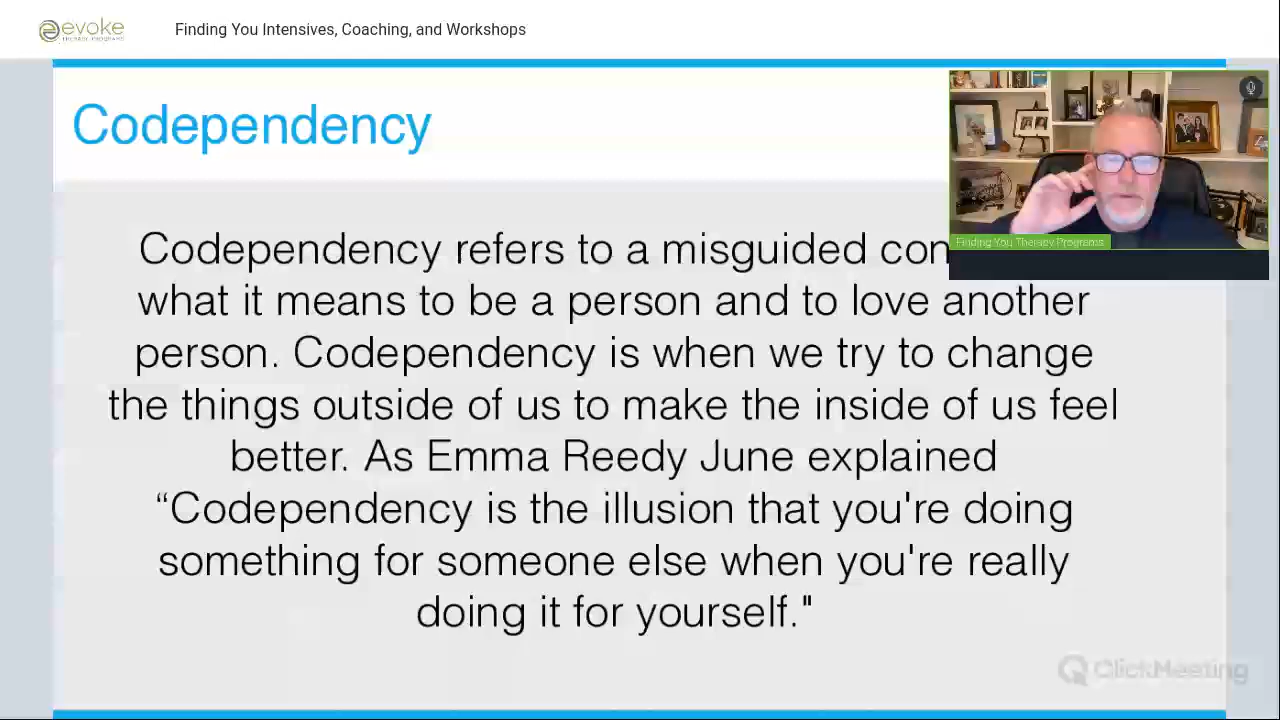 evoke
THERAPY PROGRAMS
Finding You Intensives, Coaching, and Workshops
Codependency
Finding You Therapy Programs
Codependency refers to a misguided
what it means to be a person and to love another
person. Codependency is when we try to change
the things outside of us to make the inside of us feel
better. As Emma Reedy June explained
“Codependency is the illusion that you're doing
something for someone else when you're really
doing it for yourself."
ClickMeeting